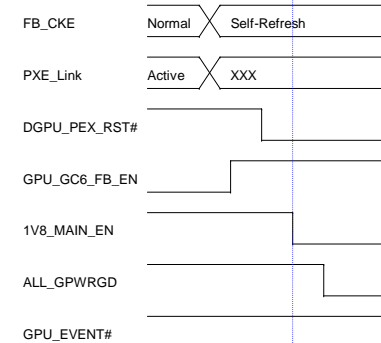 FB_CKE Normal Self-Refresh
PXE_Link Active XXX
DGPU_PEX_RST#
GPU_GC6_FB_EN
1V8_MAIN_EN
ALL_GPWRGD
GPU_EVENT#